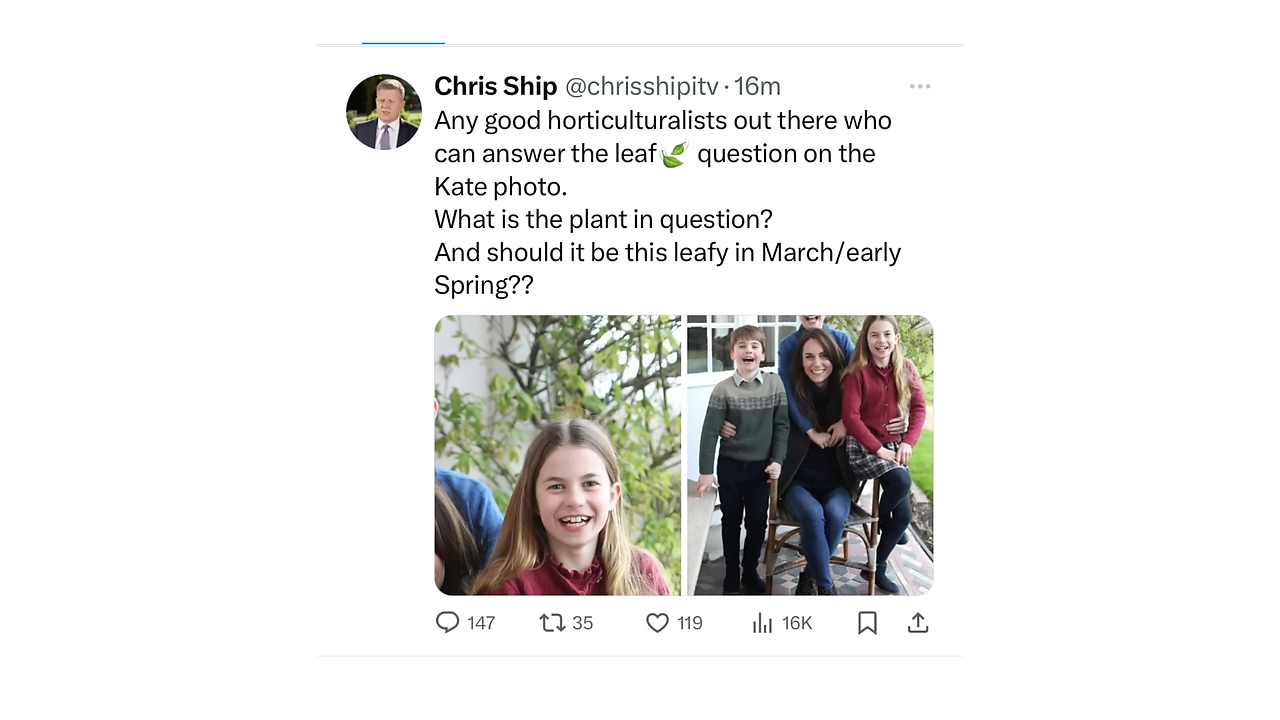 Chris Ship @chrisshipitv · 16m
Any good horticulturalists out there who
can answer the leaf🌿 question on the
Kate photo.
What is the plant in question?
And should it be this leafy in March/early
Spring??
147 35 119 16K